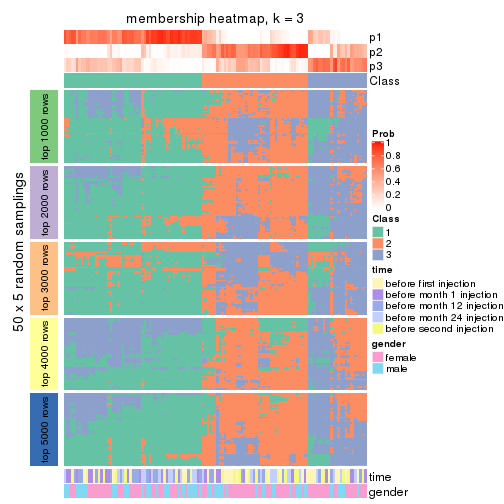 membership heatmap, k = 3
p1
p2
p3
Class
50 x 5 random samplings
top 1000 rows
top 2000 rows
top 3000 rows
top 4000 rows
top 5000 rows
Prob
1
0.8
0.6
0.4
0.2
0
Class
1
2
3
time
before first injection
before month 1 injection
before month 12 injection
before month 24 injection
before second injection
gender
female
male
time
gender